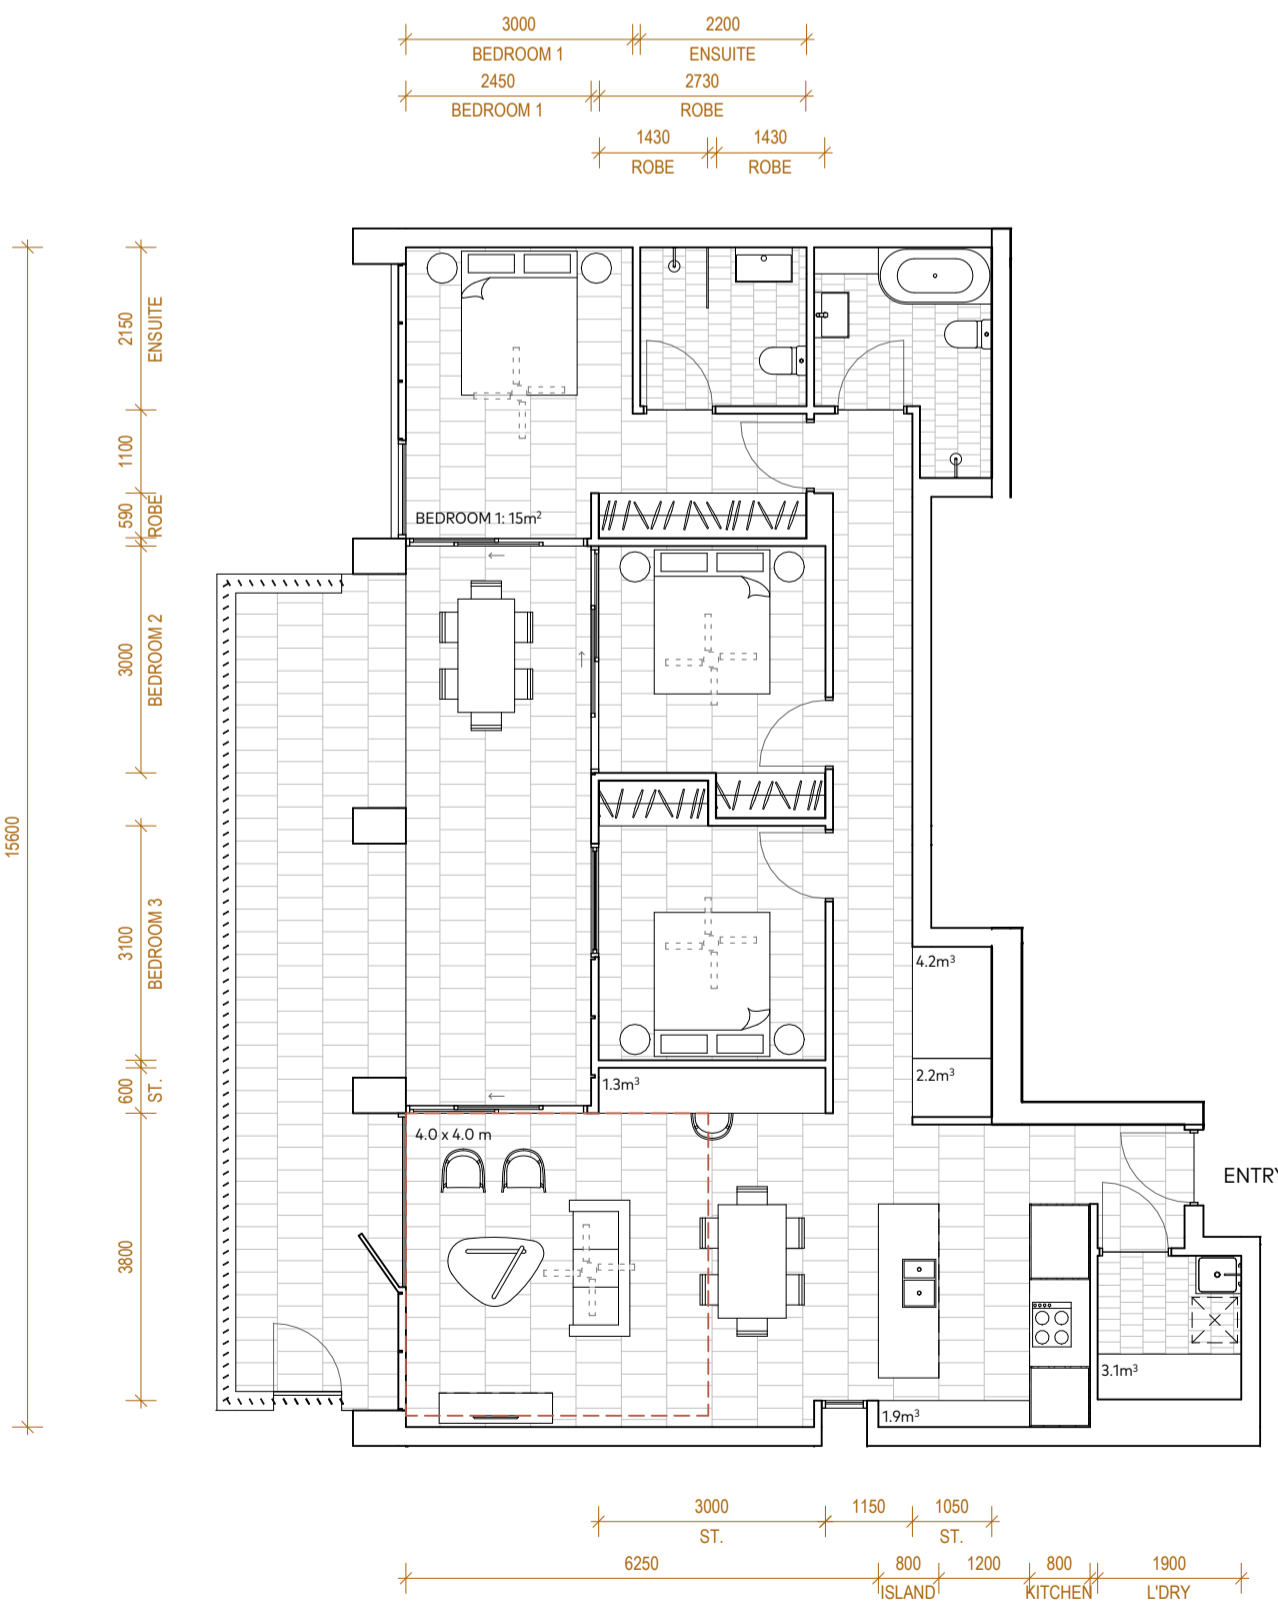 3000
2200
BEDROOM 1
ENSUITE
2450
2730
BEDROOM 1
ROBE
1430
1430
ROBE
ROBE
2150
ENSUITE
1100
590
ROBE
BEDROOM 1: 15m²
3000
BEDROOM 2
15600
3100
BEDROOM 3
4.2m³
2.2m³
600
ST.
1.3m³
4.0 x 4.0 m
ENTRY
3800
3.1m³
1.9m³
3000
1150
1050
ST.
ST.
6250
800
1200
800
1900
ISLAND
KITCHEN
L'DRY